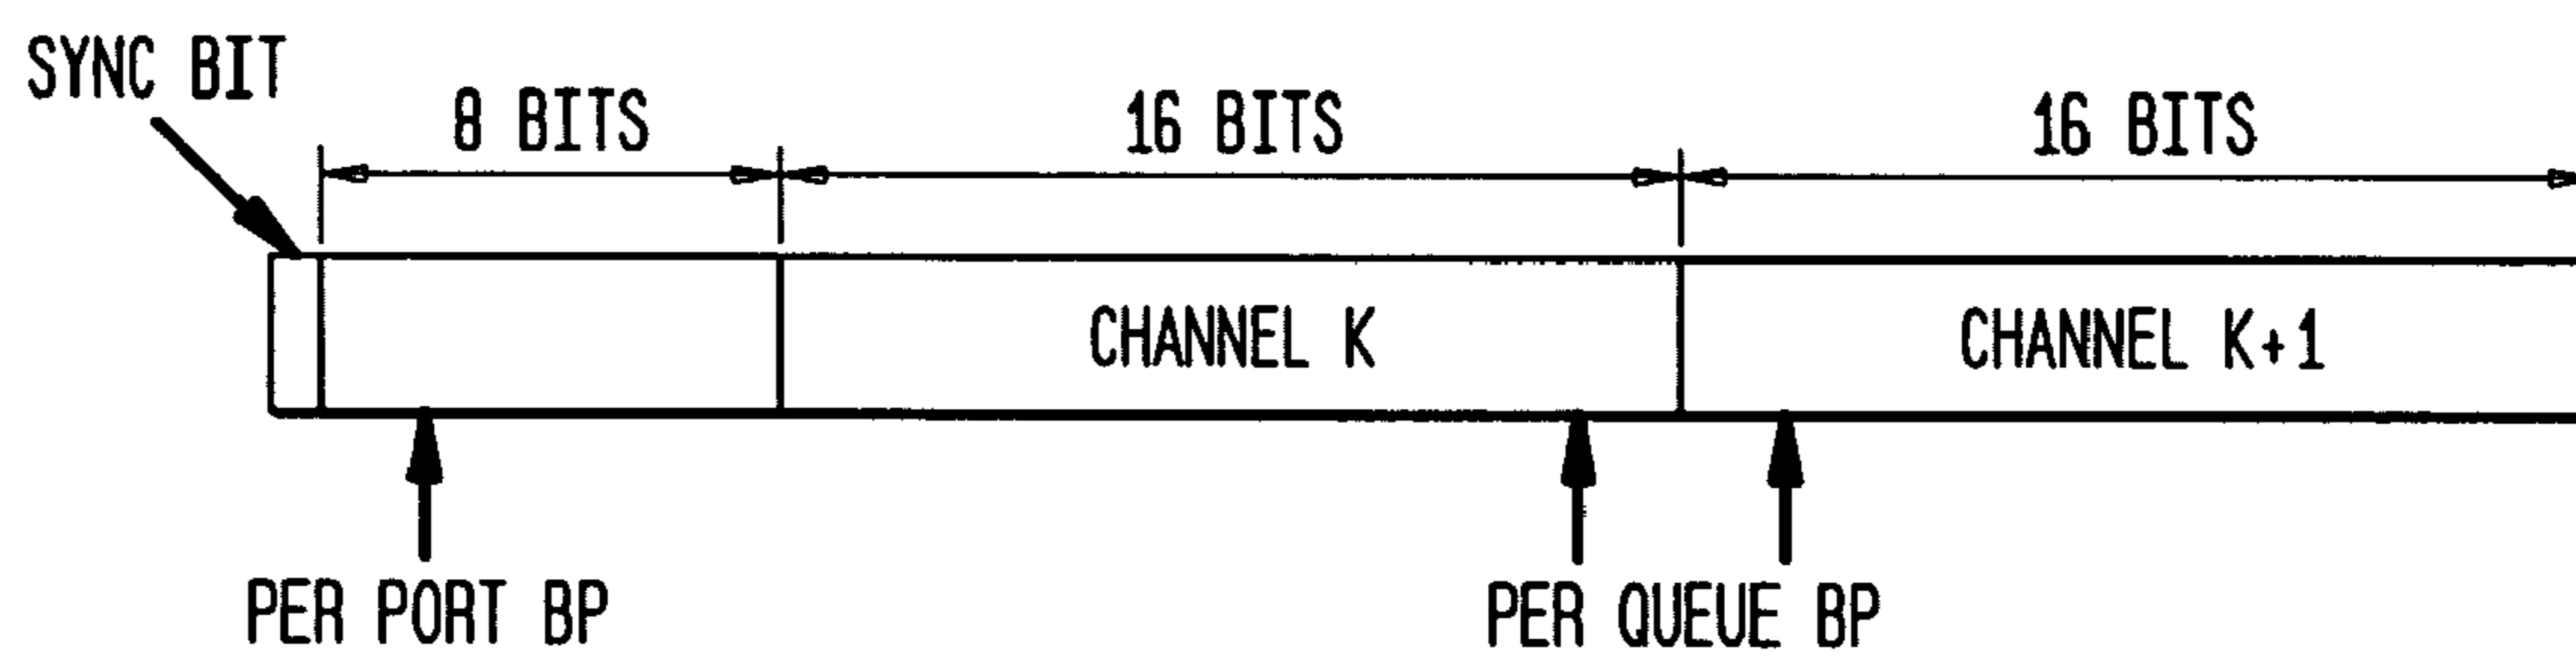 SYNC BIT
8 BITS
16 BITS
16 BITS
CHANNEL K
CHANNEL K+1
PER PORT BP
PER QUEUE BP